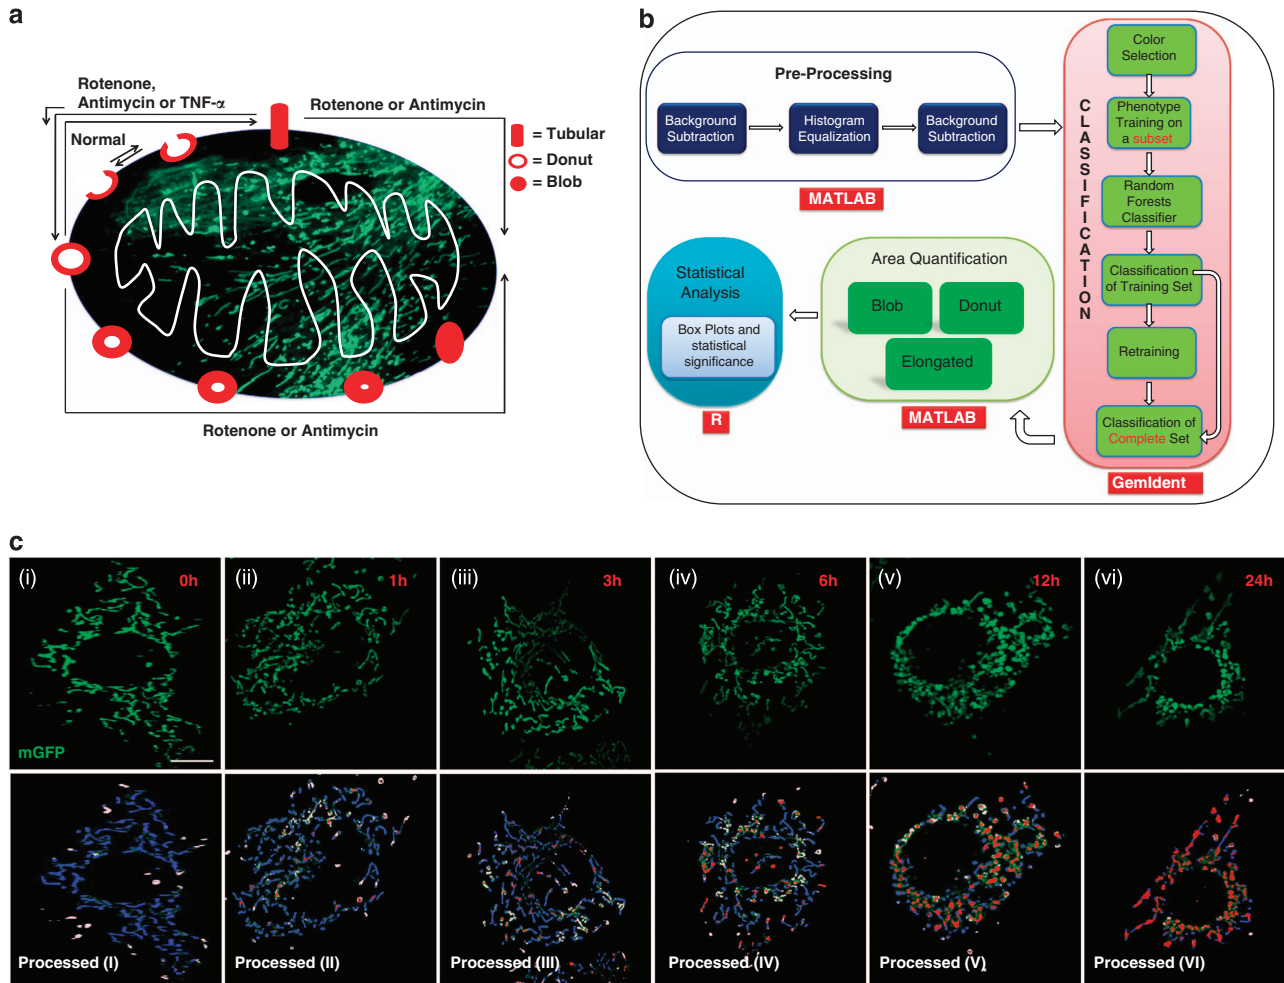 a
Rotenone,
Antimycin or TNF-α
Normal
Rotenone or Antimycin
= Tubular
= Donut
= Blob
Rotenone or Antimycin
b
Pre-Processing
Background
Subtraction
Histogram
Equalization
Background
Subtraction
MATLAB
CLASSIFICATION
Color
Selection
Phenotype
Training on
a subset
Random
Forests
Classifier
Classification
of Training Set
Retraining
Classification of
Complete Set
GemIdent
Area Quantification
Blob
Donut
Elongated
MATLAB
Statistical
Analysis
Box Plots and
statistical
significance
R
c
(i)
0h
(ii)
1h
(iii)
3h
(iv)
6h
(v)
12h
(vi)
24h
mGFP
Processed (I)
Processed (II)
Processed (III)
Processed (IV)
Processed (V)
Processed (VI)